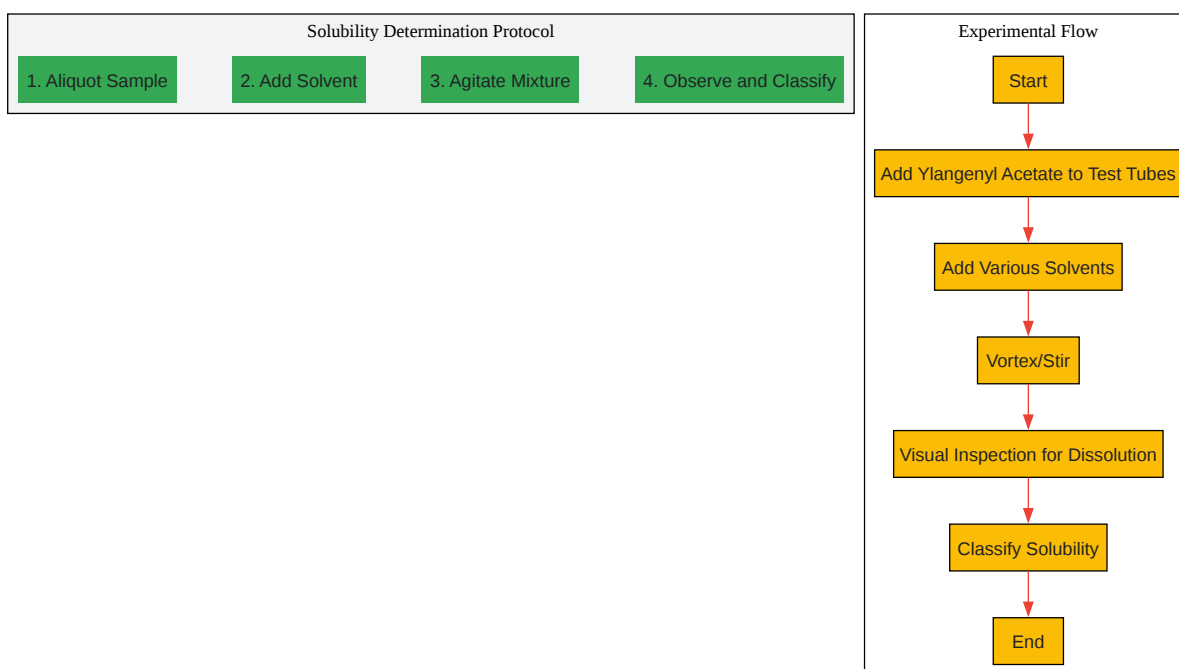 Solubility Determination Protocol
1. Aliquot Sample
2. Add Solvent
3. Agitate Mixture
4. Observe and Classify
Experimental Flow
Start
Add Ylangenyl Acetate to Test Tubes
Add Various Solvents
Vortex/Stir
Visual Inspection for Dissolution
Classify Solubility
End